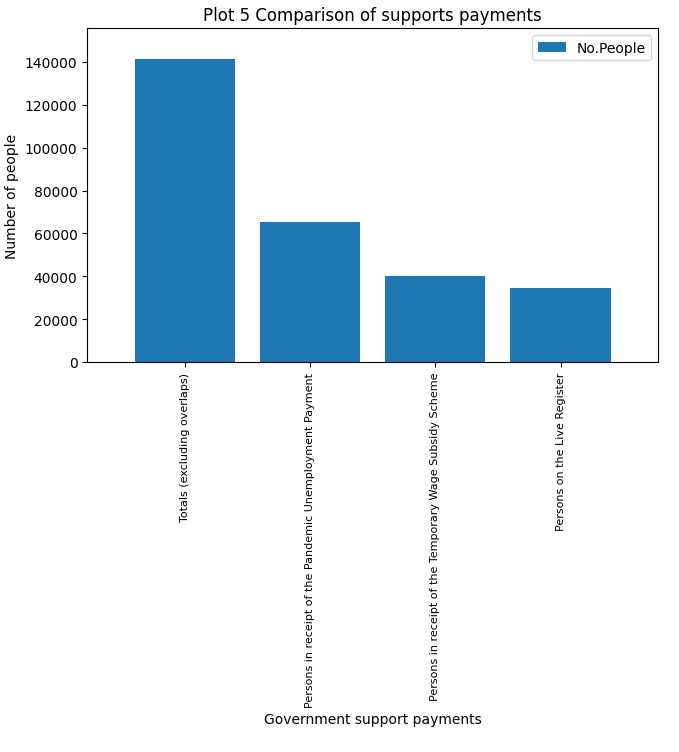 Plot 5 Comparison of supports payments
No.People
Number of people
140000
120000
100000
80000
60000
40000
20000
0
Totals (excluding overlaps)
Persons in receipt of the Pandemic Unemployment Payment
Persons in receipt of the Temporary Wage Subsidy Scheme
Persons on the Live Register
Government support payments